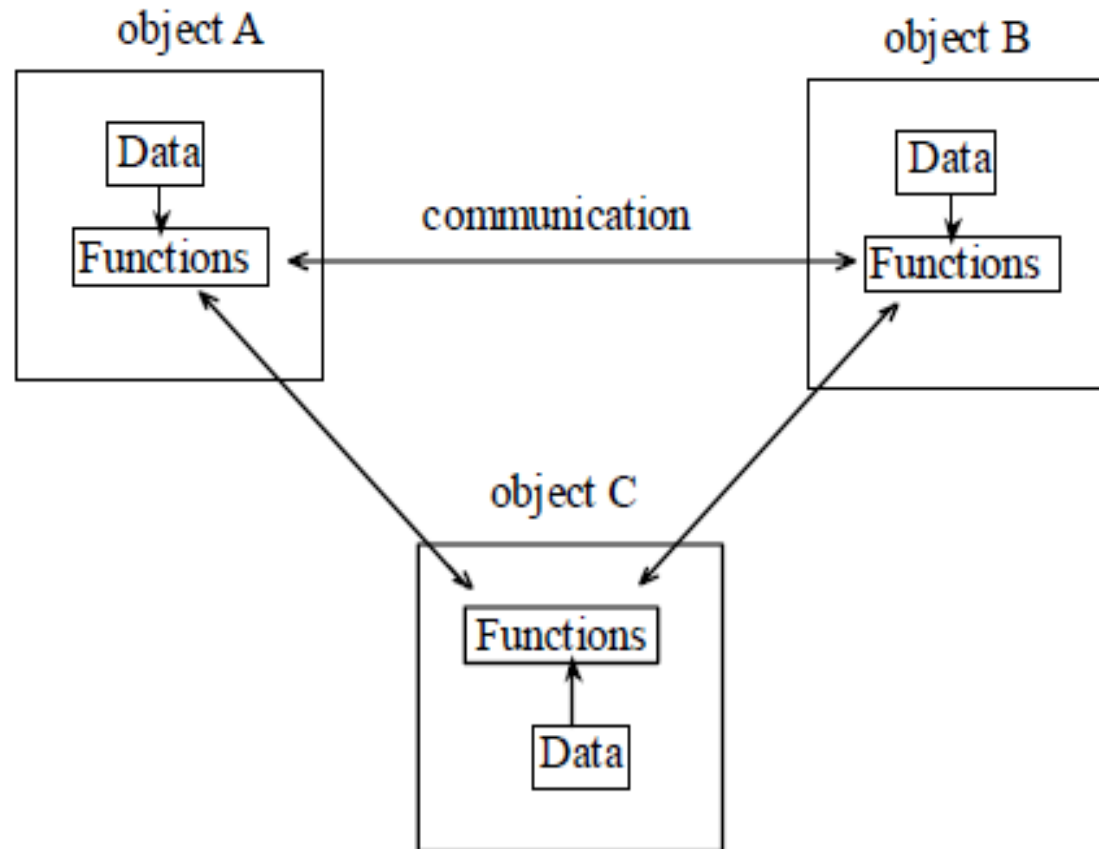 object A
object B
Data
Data
communication
Functions
Functions
object C
Functions
Data